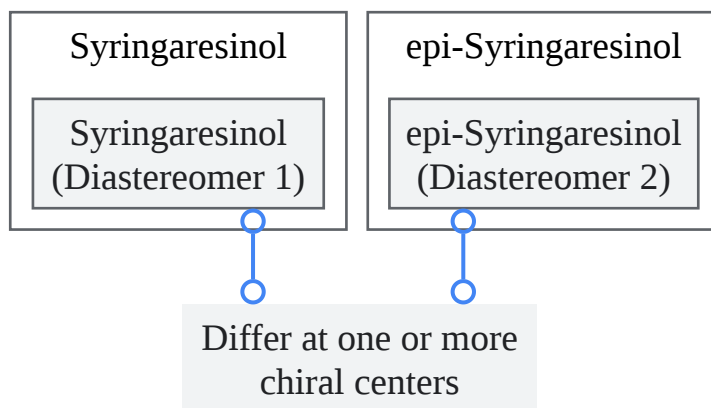 Syringaresinol
epi-Syringaresinol
Syringaresinol
(Diastereomer 1)
epi-Syringaresinol
(Diastereomer 2)
Differ at one or more
chiral centers